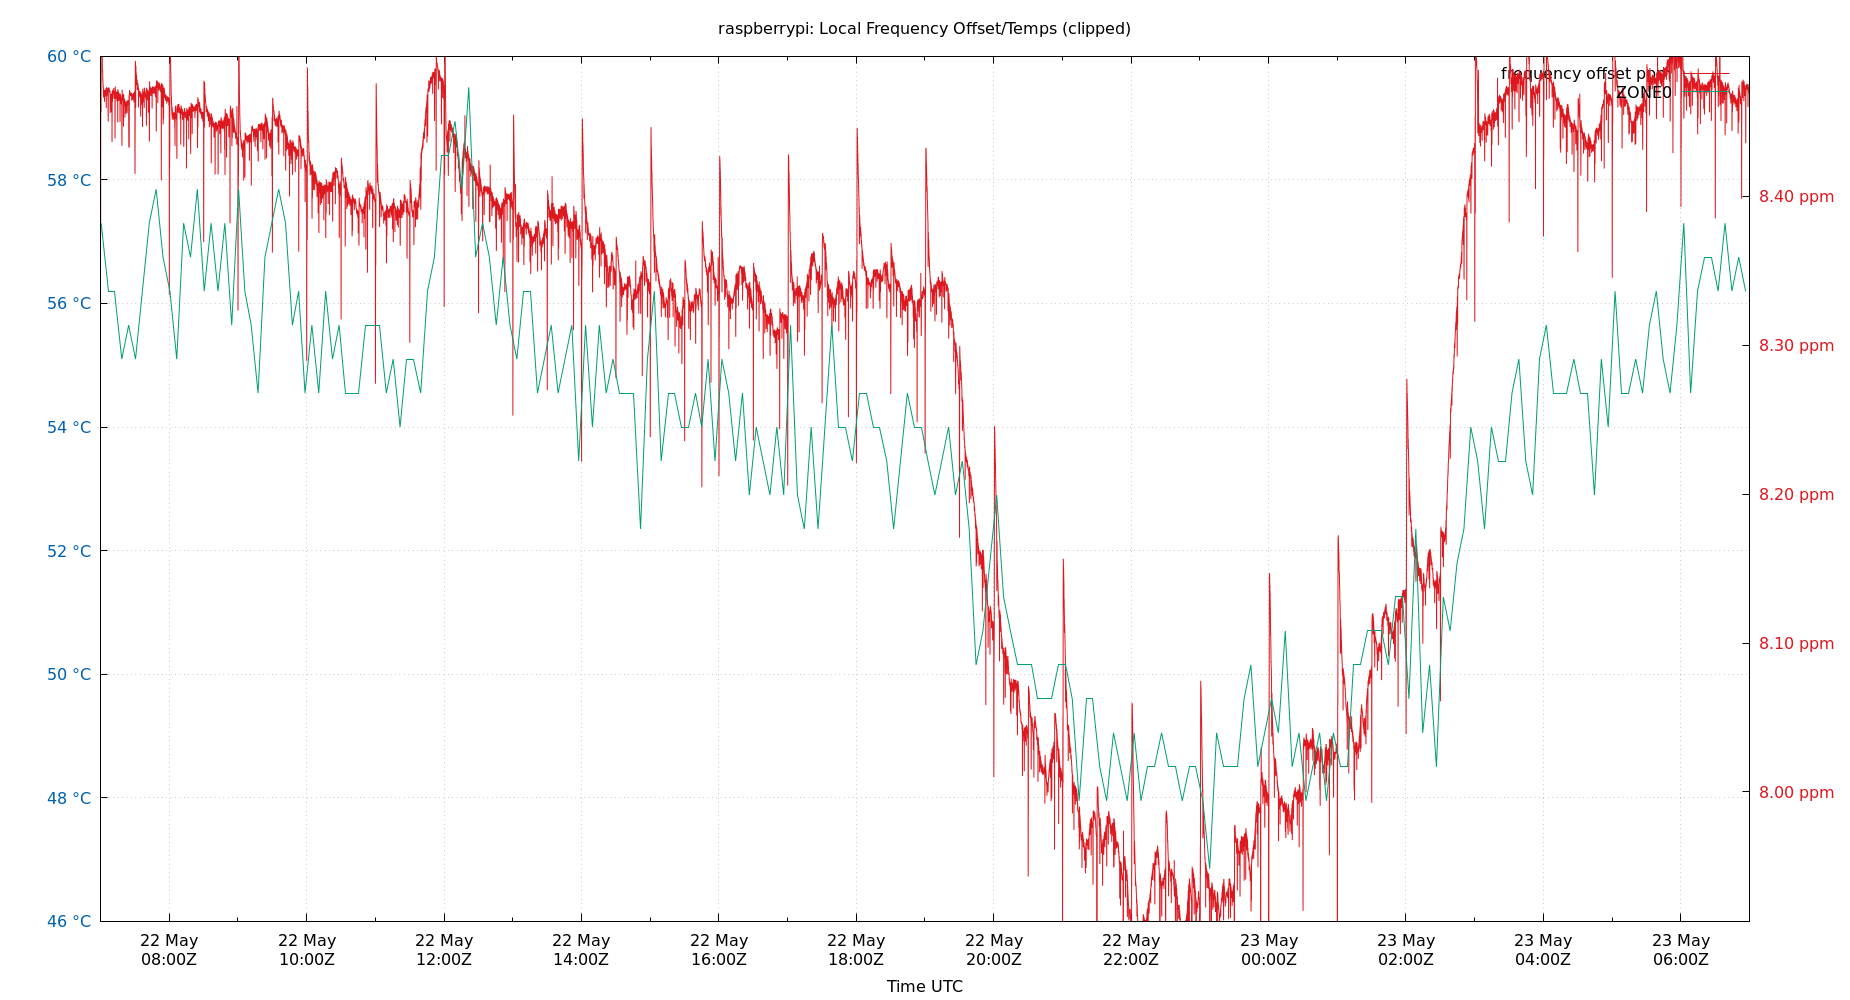 raspberrypi: Local Frequency Offset/Temps (clipped)
60 °C
58 °C
56 °C
54 °C
52 °C
50 °C
48 °C
46 °C
frequency offset ppm
ZONE0
8.40 ppm
8.30 ppm
8.20 ppm
8.10 ppm
8.00 ppm
22 May 22 May 22 May 22 May 22 May 22 May 22 May 22 May 23 May 23 May 23 May 23 May
08:00Z 10:00Z 12:00Z 14:00Z 16:00Z 18:00Z 20:00Z 22:00Z 00:00Z 02:00Z 04:00Z 06:00Z
Time UTC